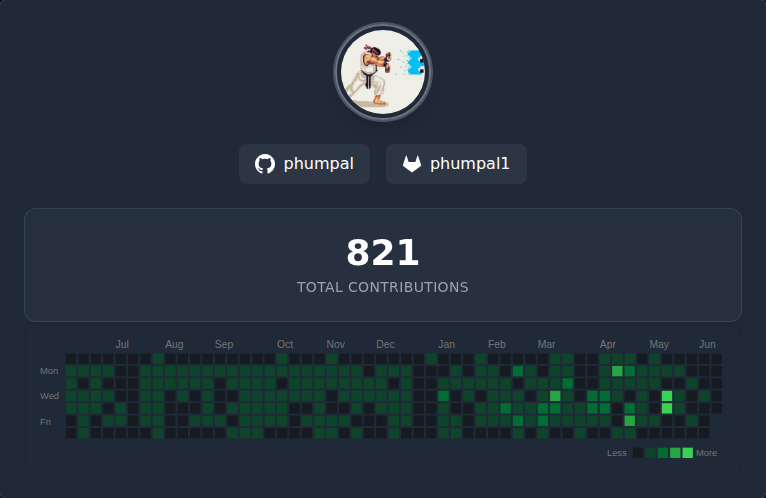 phumpal phumpal1
821
TOTAL CONTRIBUTIONS
Jul Aug Sep Oct Nov Dec Jan Feb Mar Apr May Jun
Mon
Wed
Fri
Less More